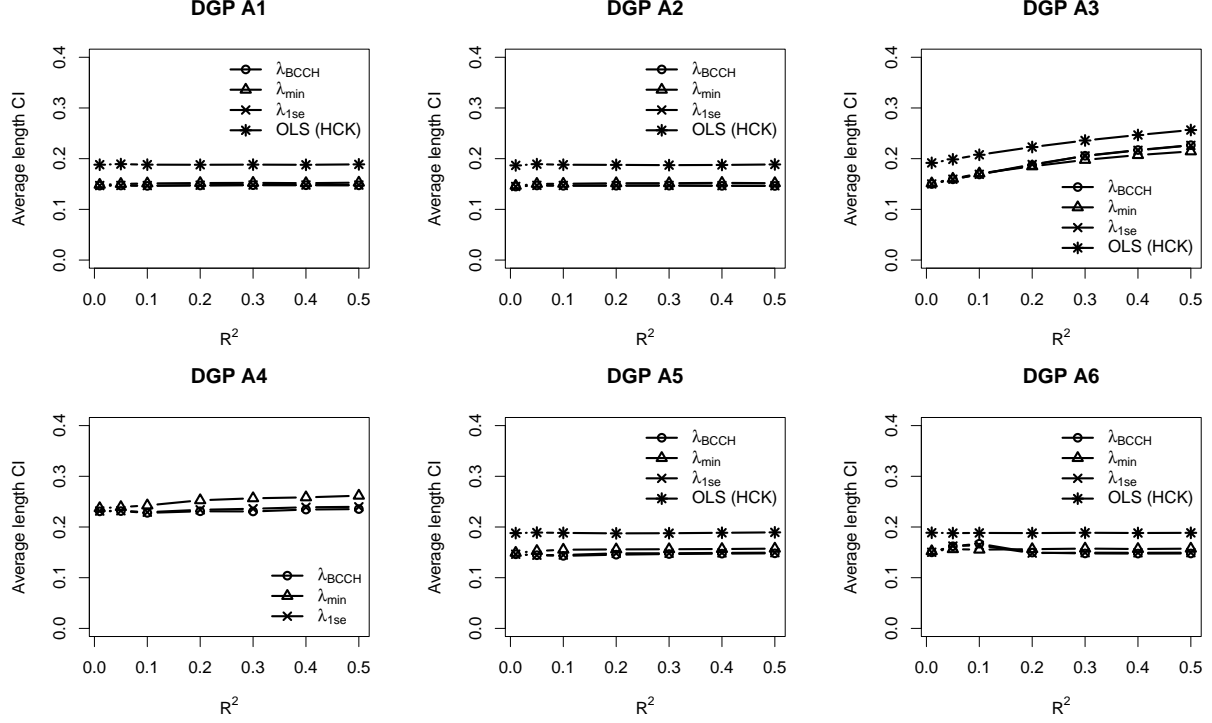 DGP A1
Average length CI
0.0 0.1 0.2 0.3 0.4
λBCCH
λmin
λ1se
OLS (HCK)
0.0 0.1 0.2 0.3 0.4 0.5
R²
DGP A2
Average length CI
0.0 0.1 0.2 0.3 0.4
λBCCH
λmin
λ1se
OLS (HCK)
0.0 0.1 0.2 0.3 0.4 0.5
R²
DGP A3
Average length CI
0.0 0.1 0.2 0.3 0.4
λBCCH
λmin
λ1se
OLS (HCK)
0.0 0.1 0.2 0.3 0.4 0.5
R²
DGP A4
Average length CI
0.0 0.1 0.2 0.3 0.4
λBCCH
λmin
λ1se
0.0 0.1 0.2 0.3 0.4 0.5
R²
DGP A5
Average length CI
0.0 0.1 0.2 0.3 0.4
λBCCH
λmin
λ1se
OLS (HCK)
0.0 0.1 0.2 0.3 0.4 0.5
R²
DGP A6
Average length CI
0.0 0.1 0.2 0.3 0.4
λBCCH
λmin
λ1se
OLS (HCK)
0.0 0.1 0.2 0.3 0.4 0.5
R²